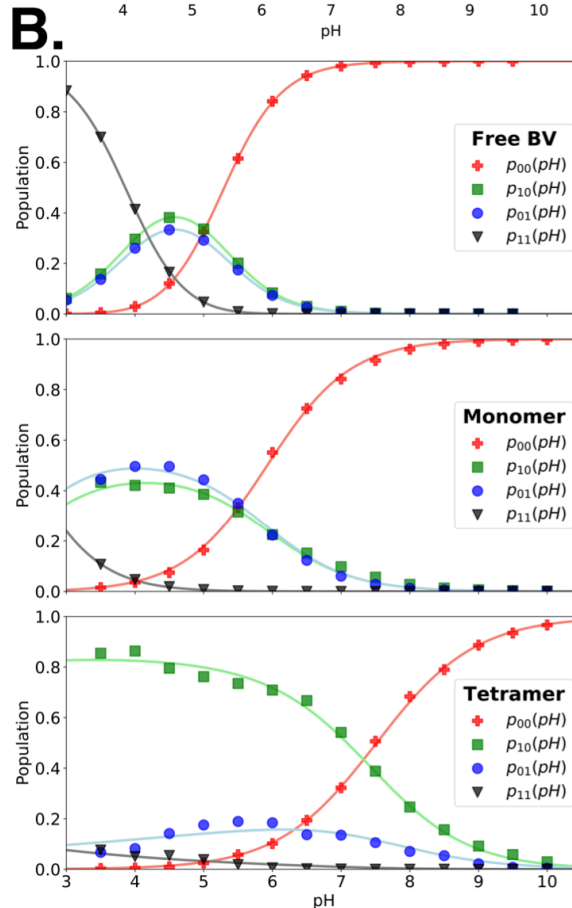 B.
4 5 6 7 8 9 10
pH
1.0
0.8
0.6
0.4
0.2
0.0
Population
Free BV
p₀₀(pH)
p₁₀(pH)
p₀₁(pH)
p₁₁(pH)
1.0
0.8
0.6
0.4
0.2
0.0
Population
Monomer
p₀₀(pH)
p₁₀(pH)
p₀₁(pH)
p₁₁(pH)
1.0
0.8
0.6
0.4
0.2
0.0
Population
Tetramer
p₀₀(pH)
p₁₀(pH)
p₀₁(pH)
p₁₁(pH)
3 4 5 6 7 8 9 10
pH